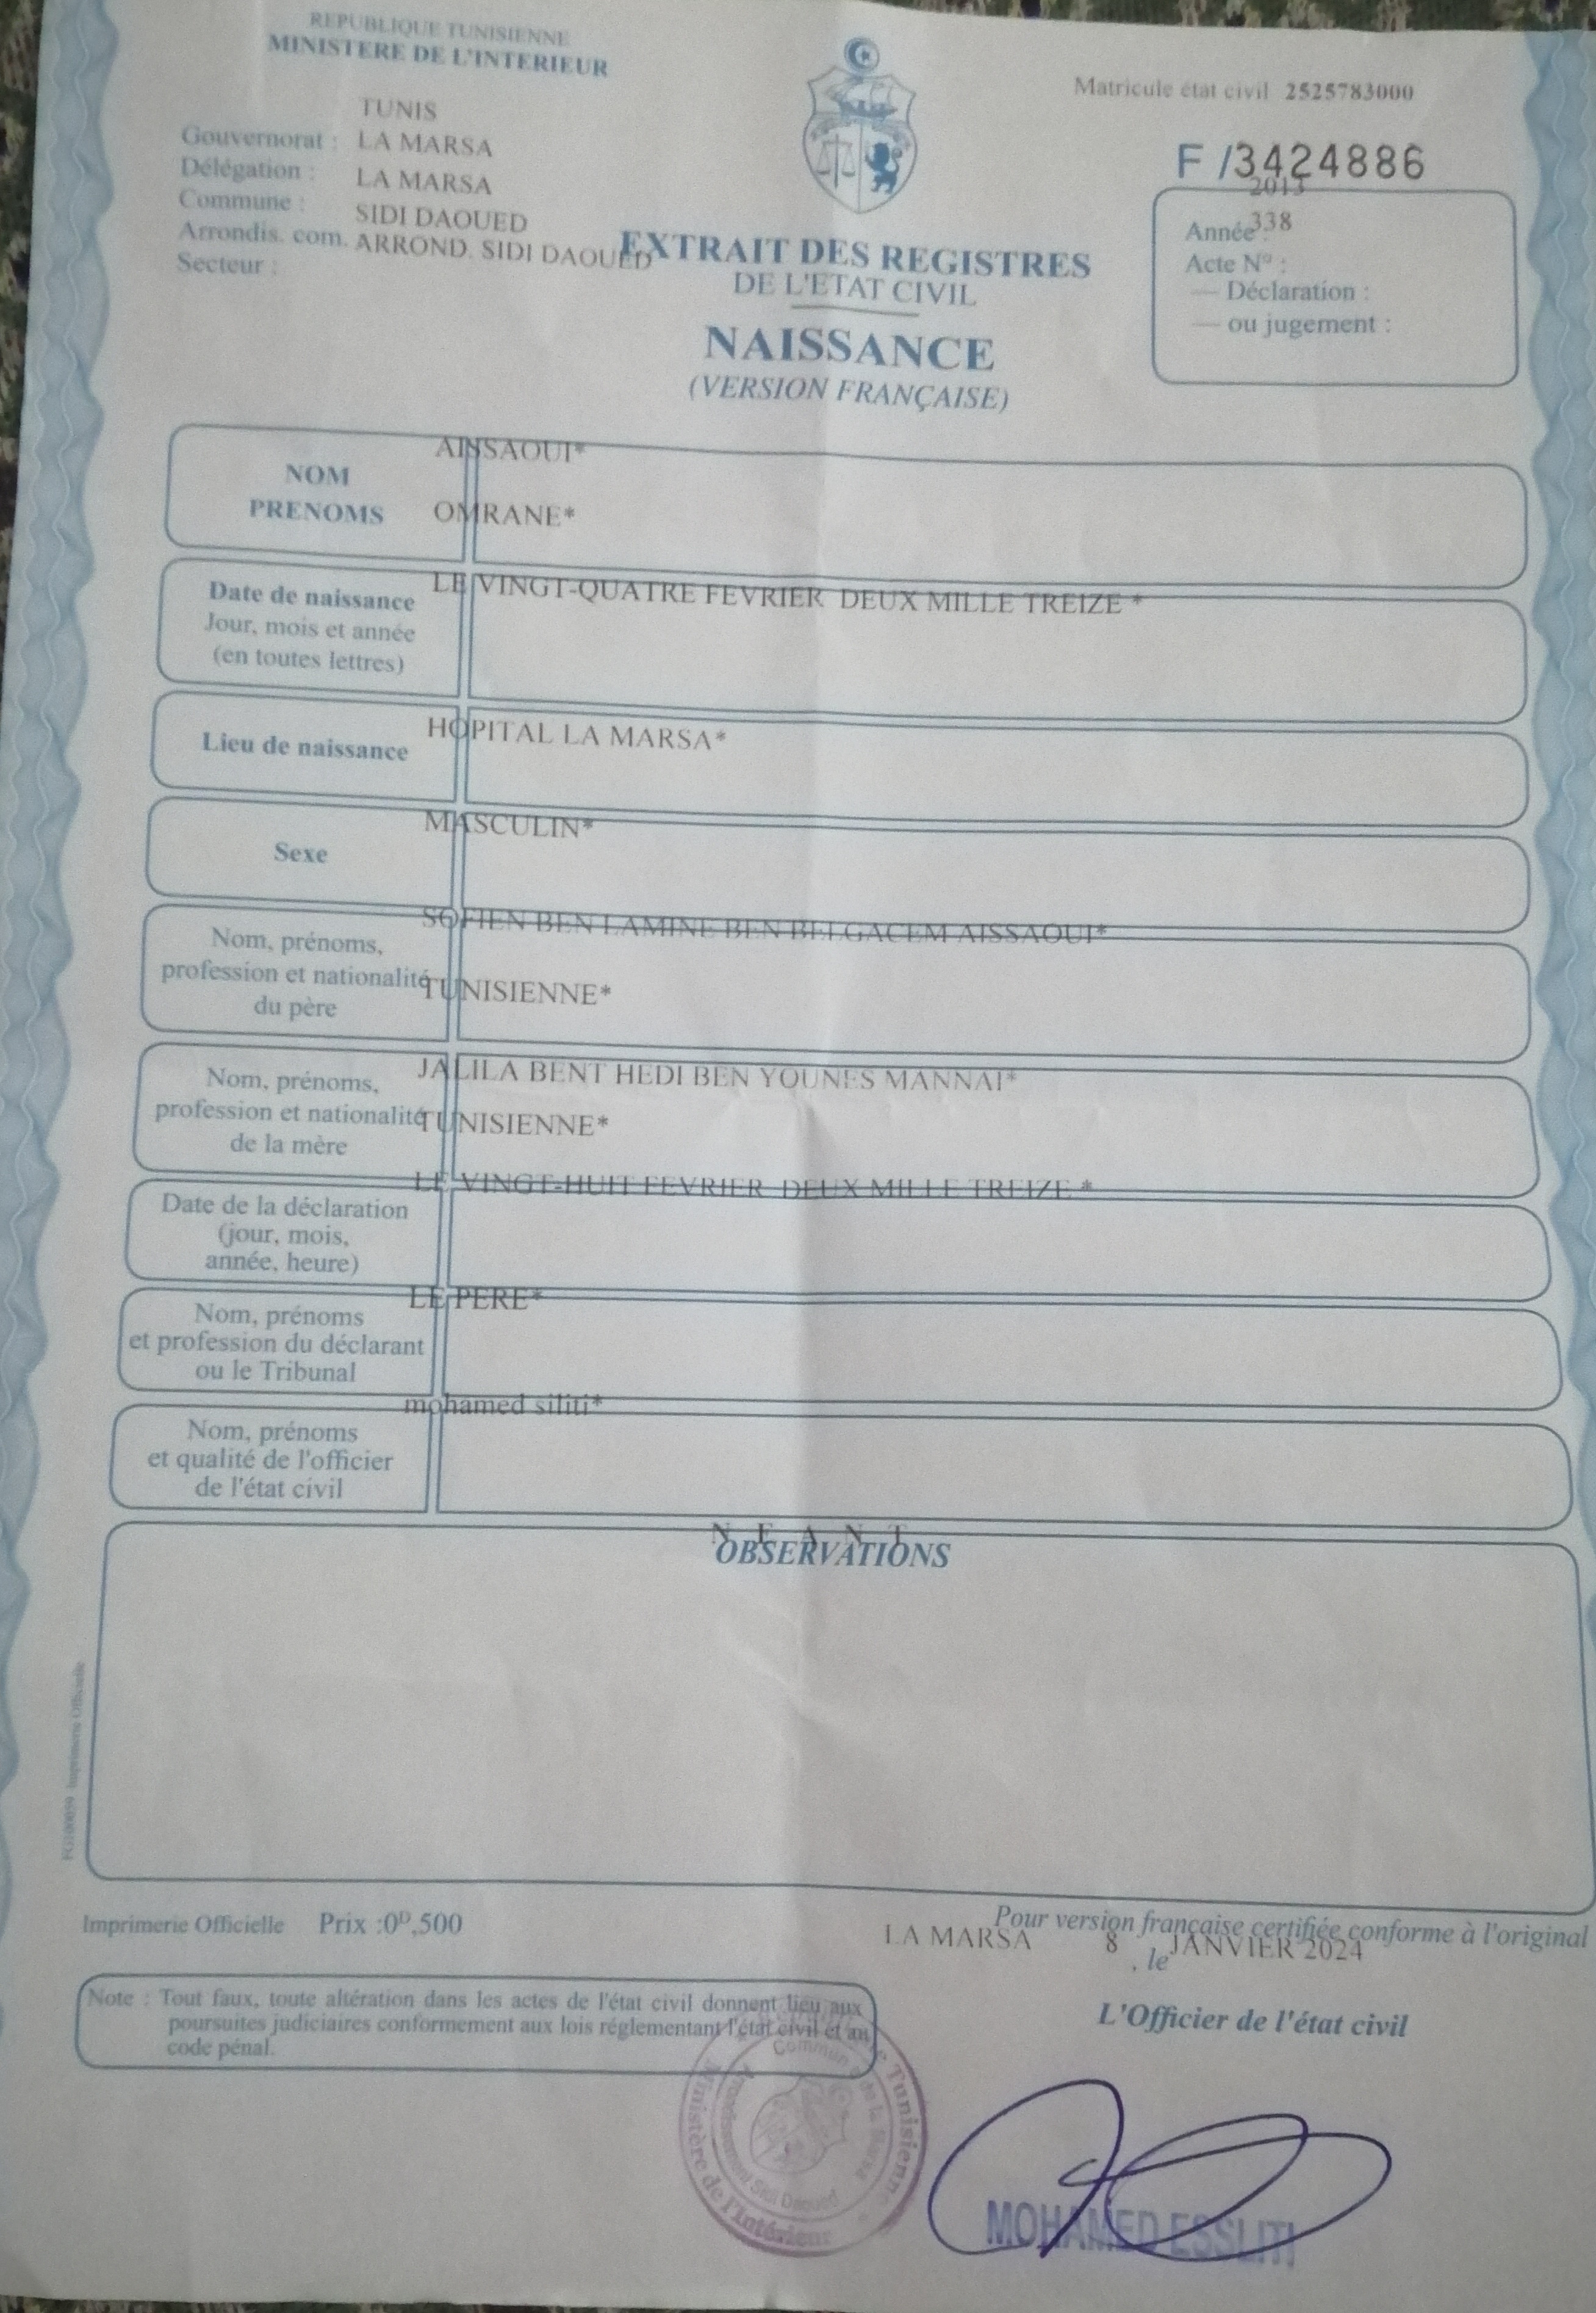 REPUBLIQUE TUNISIENNE
MINISTERE DE L'INTERIEUR
TUNIS
Gouvernorat : LA MARSA
Délégation : LA MARSA
Commune : SIDI DAOUED
Arrondis. com. ARROND. SIDI DAOUED
Secteur :
Matricule état civil 2525783000
F /3424886
2013
Année : 338
Acte N° :
— Déclaration :
— ou jugement :
EXTRAIT DES REGISTRES
DE L'ETAT CIVIL
NAISSANCE
(VERSION FRANÇAISE)
NOM AISSAOUI*
PRENOMS OMRANE*
Date de naissance LE VINGT-QUATRE FEVRIER DEUX MILLE TREIZE *
Jour, mois et année
(en toutes lettres)
Lieu de naissance HOPITAL LA MARSA*
Sexe MASCULIN*
SOFIEN BEN LAMINE BEN BELGACEM AISSAOUI*
Nom, prénoms,
profession et nationalité TUNISIENNE*
du père
JALILA BENT HEDI BEN YOUNES MANNAI*
Nom, prénoms,
profession et nationalité TUNISIENNE*
de la mère
LE VINGT-HUIT FEVRIER DEUX MILLE TREIZE *
Date de la déclaration
(jour, mois,
année, heure)
LE PERE*
Nom, prénoms
et profession du déclarant
ou le Tribunal
mohamed siliti*
Nom, prénoms
et qualité de l'officier
de l'état civil
N E A N T
OBSERVATIONS
Imprimerie Officielle
Imprimerie Officielle Prix :0D,500
Pour version française certifiée conforme à l'original
LA MARSA 8 , le JANVIER 2024
Note : Tout faux, toute altération dans les actes de l'état civil donnent lieu aux
poursuites judiciaires conformement aux lois réglementant l'état civil et au
code pénal.
L'Officier de l'état civil
Tunisienne
Ministère de l'Intérieur
Commune de la Marsa
Arrondissement Sidi Daoued
MOHAMED ESSLITI